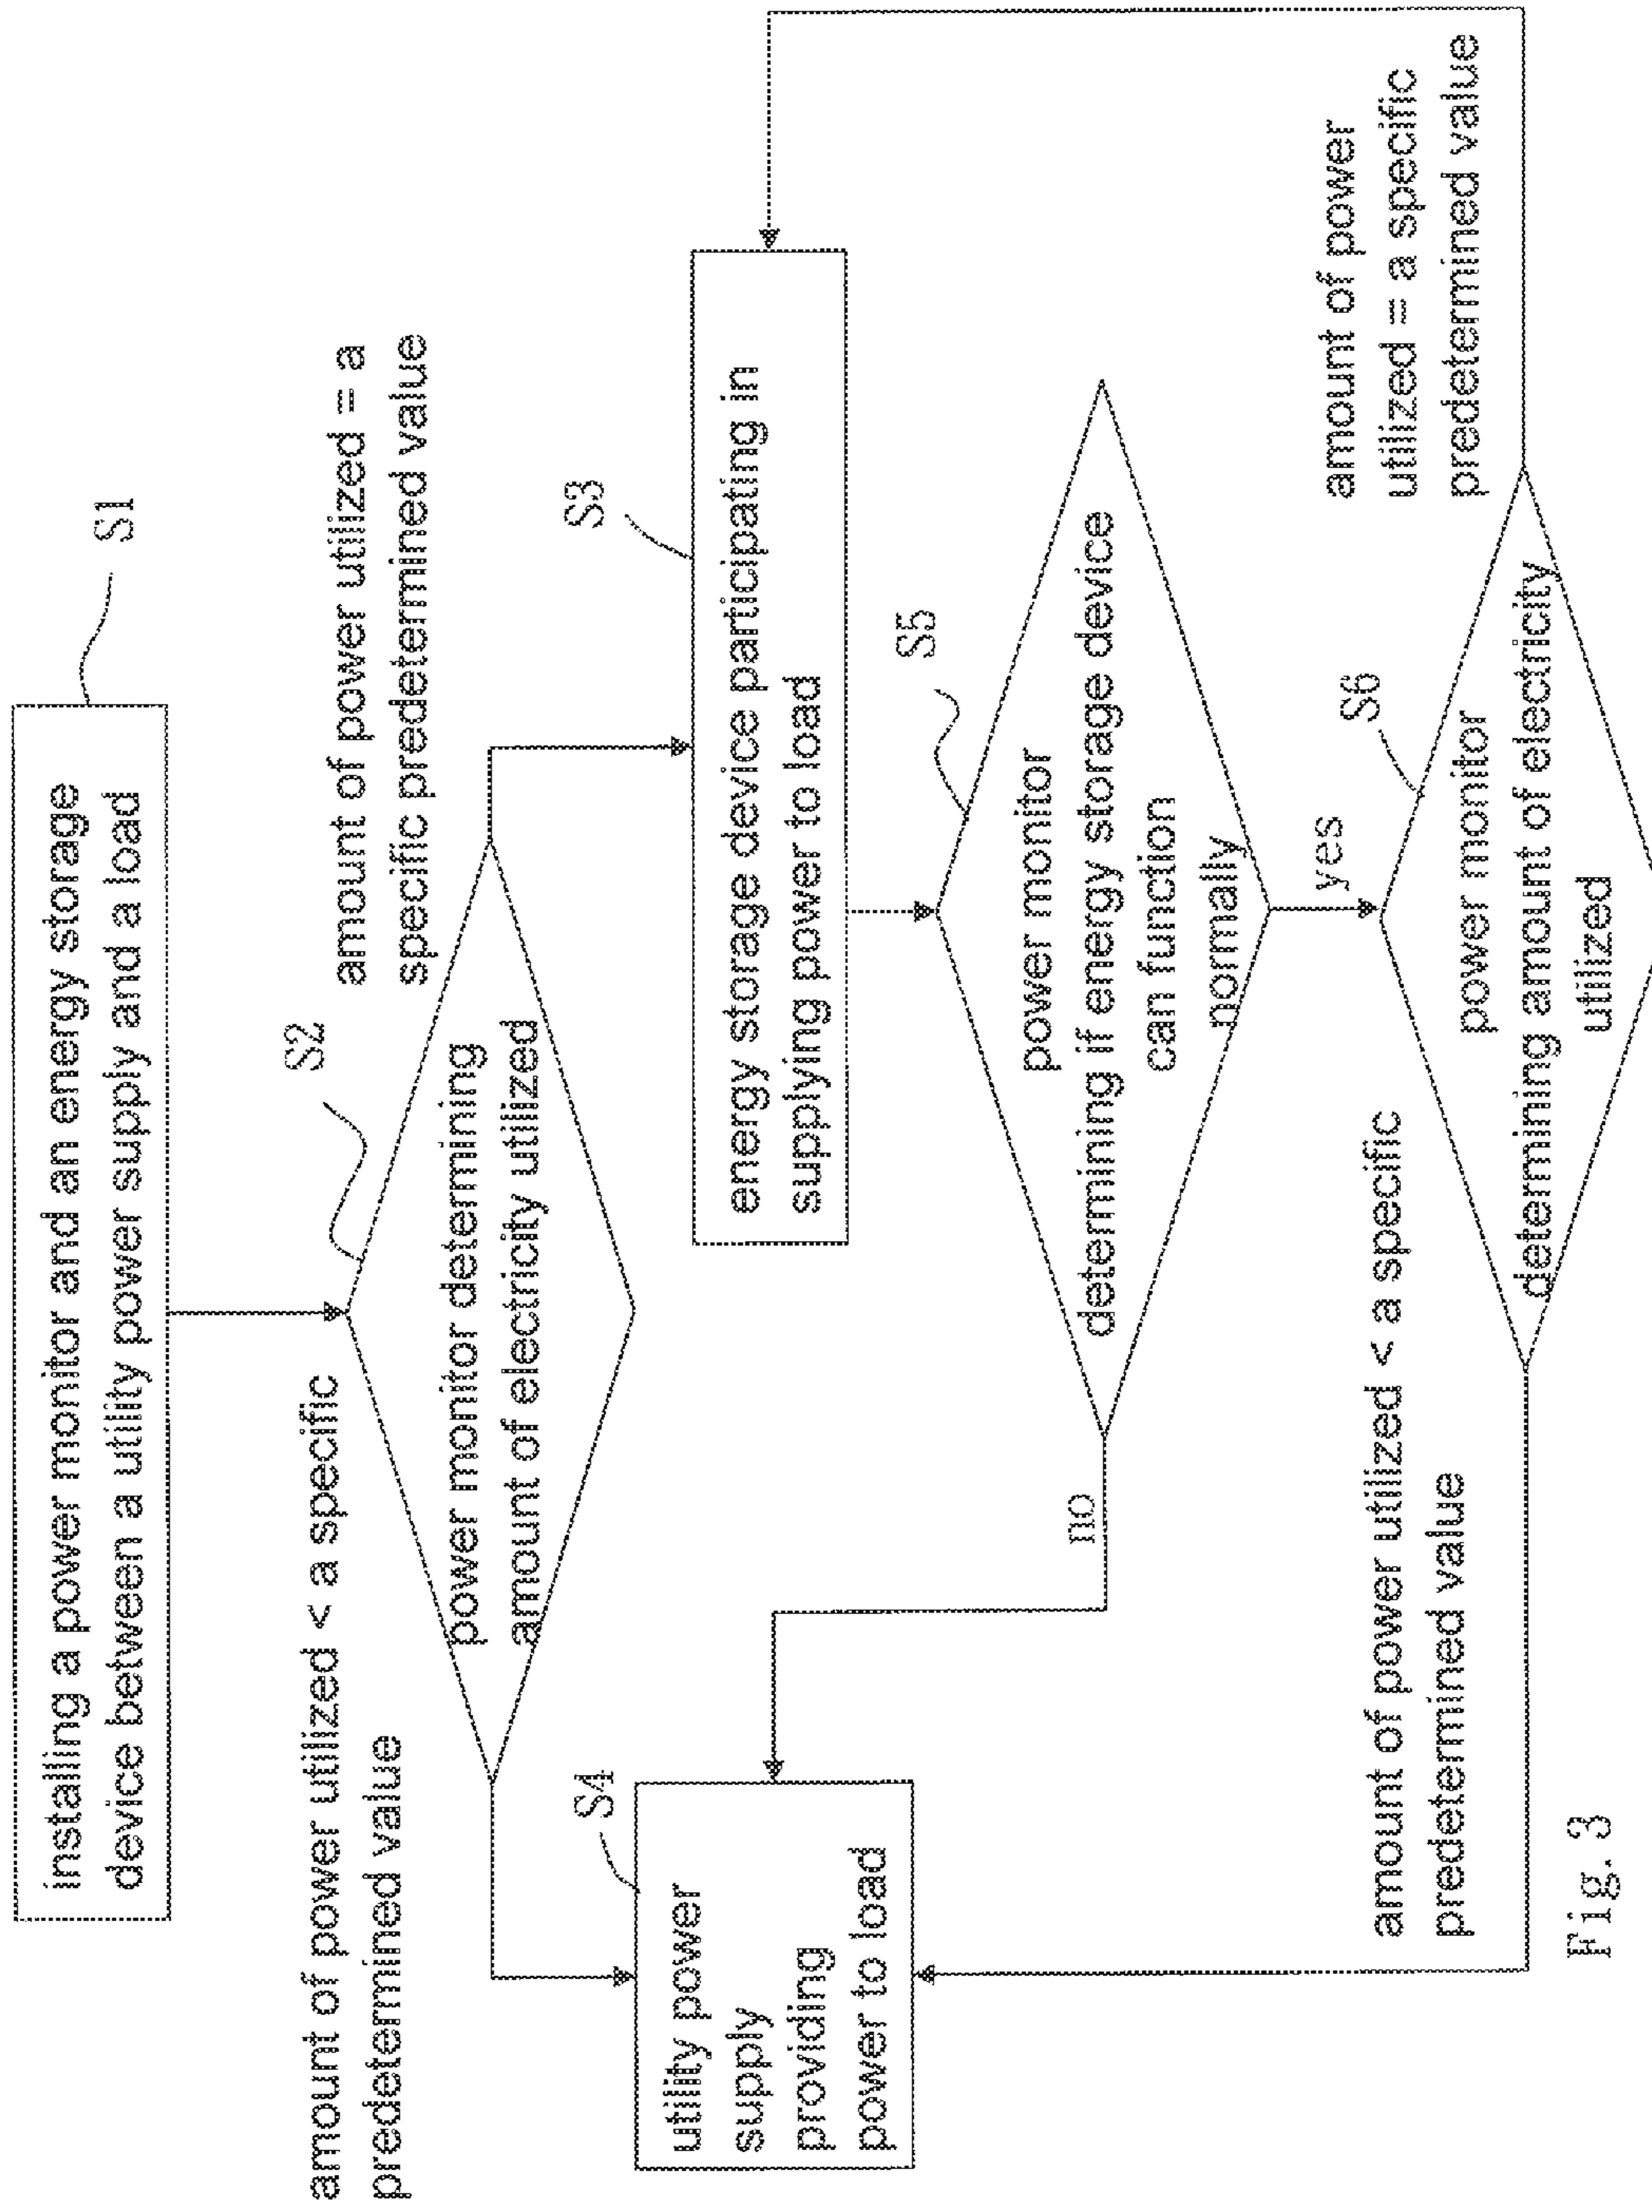 installing a power monitor and an energy storage
device between a utility power supply and a load
S1
amount of power utilized < a specific
predetermined value
S2
amount of power utilized = a
specific predetermined value
power monitor determining
amount of electricity utilized
S4
utility power
supply
providing
power to load
S3
energy storage device participating in
supplying power to load
S5
power monitor
determining if energy storage device
can function
normally
no
yes
S6
amount of power utilized < a specific
predetermined value
power monitor
determining amount of electricity
utilized
amount of power
utilized = a specific
predetermined value
Fig. 3